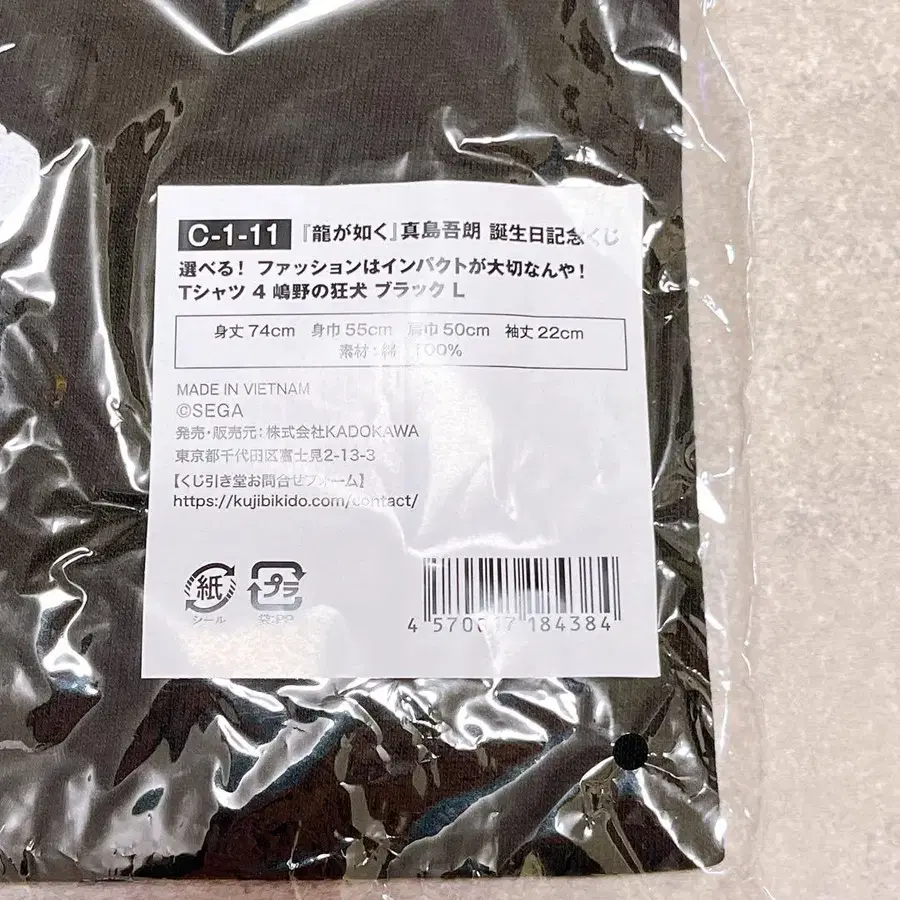 C-1-11 『龍が如く』真島吾朗 誕生日記念くじ
選べる！ ファッションはインパクトが大切なんや！
Tシャツ 4 嶋野の狂犬 ブラック L
身丈 74cm 身巾 55cm 肩巾 50cm 袖丈 22cm
素材：綿 100%
MADE IN VIETNAM
©SEGA
発売・販売元：株式会社KADOKAWA
東京都千代田区富士見2-13-3
【くじ引き堂お問合せフォーム】
https://kujibikido.com/contact/
紙 プラ
シール 袋:PP
4 570017 184384